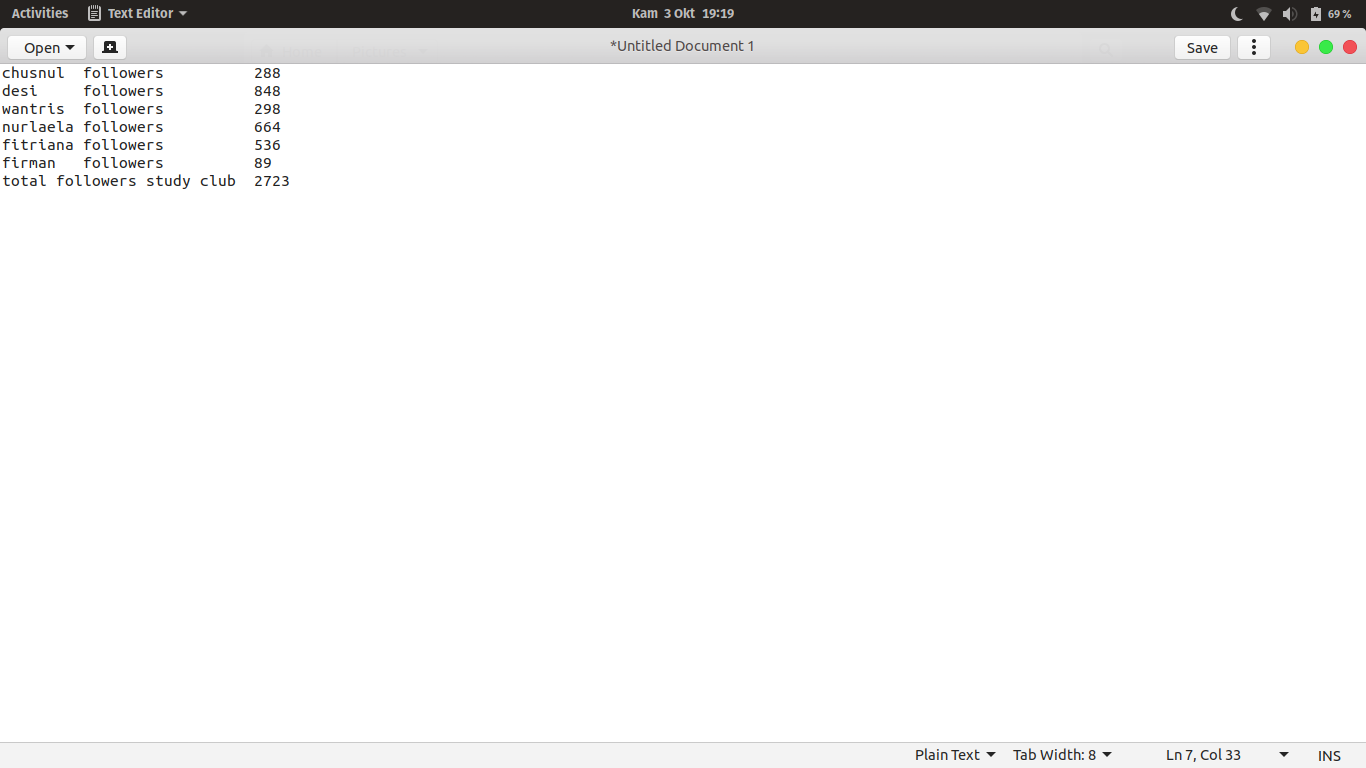 Activities Text Editor Kam 3 Okt 19:19 69 %
Open *Untitled Document 1 Save
chusnul followers 288
desi followers 848
wantris followers 298
nurlaela followers 664
fitriana followers 536
firman followers 89
total followers study club 2723
Plain Text Tab Width: 8 Ln 7, Col 33 INS